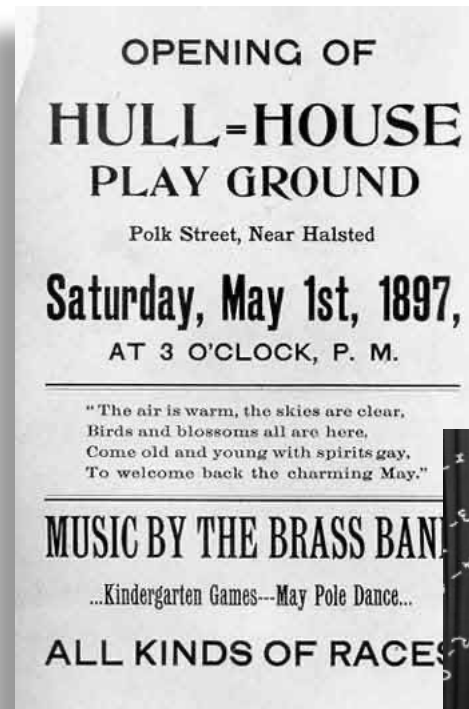 OPENING OF
HULL=HOUSE
PLAY GROUND
Polk Street, Near Halsted
Saturday, May 1st, 1897,
AT 3 O'CLOCK, P. M.
"The air is warm, the skies are clear,
Birds and blossoms all are here,
Come old and young with spirits gay,
To welcome back the charming May."
MUSIC BY THE BRASS BAN
...Kindergarten Games---May Pole Dance...
ALL KINDS OF RACES